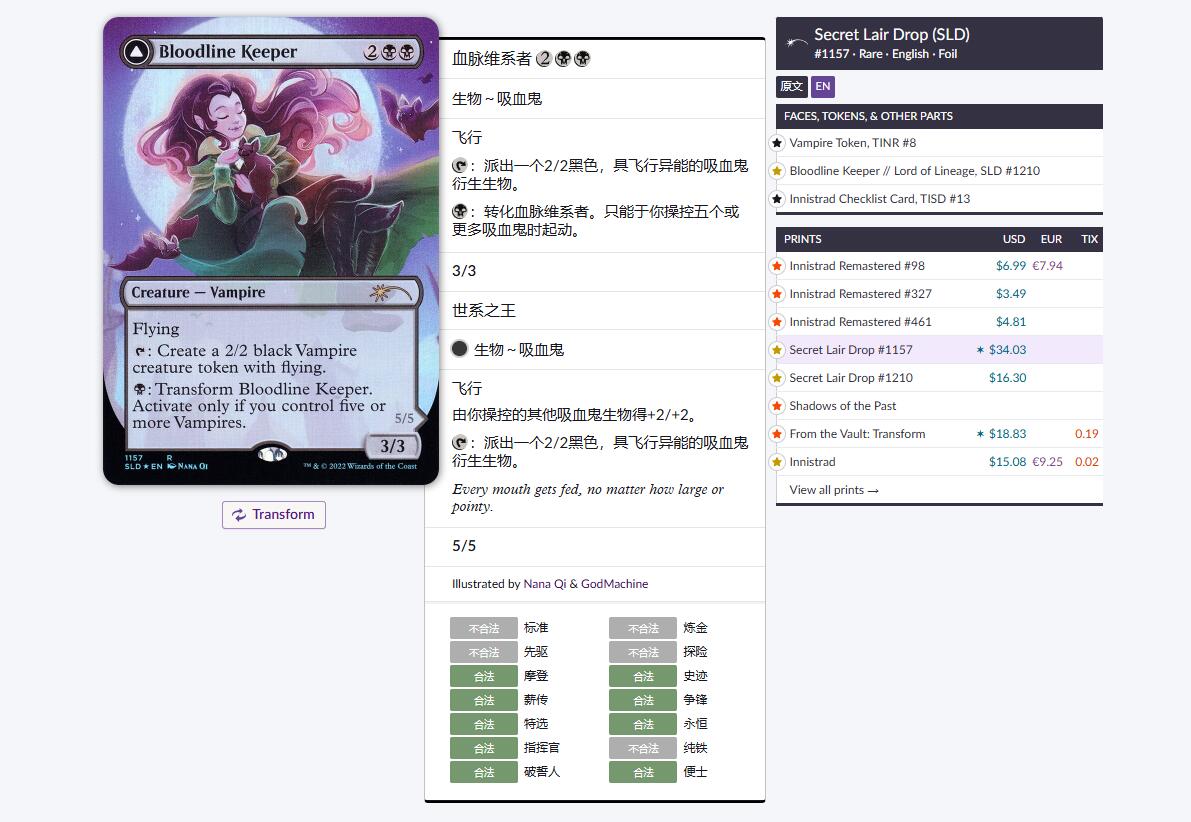 Bloodline Keeper 2
Creature — Vampire
Flying
: Create a 2/2 black Vampire
creature token with flying.
: Transform Bloodline Keeper.
Activate only if you control five or
more Vampires.
5/5
3/3
1157 R
SLD ★ EN Nana Qi
™ & © 2022 Wizards of the Coast
Transform
血脉维系者 2
生物～吸血鬼
飞行
：派出一个2/2黑色，具飞行异能的吸血鬼
衍生生物。
：转化血脉维系者。只能于你操控五个或
更多吸血鬼时起动。
3/3
世系之王
生物～吸血鬼
飞行
由你操控的其他吸血鬼生物得+2/+2。
：派出一个2/2黑色，具飞行异能的吸血鬼
衍生生物。
Every mouth gets fed, no matter how large or
pointy.
5/5
Illustrated by Nana Qi & GodMachine
不合法 标准 不合法 炼金
不合法 先驱 不合法 探险
合法 摩登 合法 史迹
合法 薪传 合法 争锋
合法 特选 合法 永恒
合法 指挥官 不合法 纯铁
合法 破誓人 合法 便士
Secret Lair Drop (SLD)
#1157 · Rare · English · Foil
原文 EN
FACES, TOKENS, & OTHER PARTS
Vampire Token, TINR #8
Bloodline Keeper // Lord of Lineage, SLD #1210
Innistrad Checklist Card, TISD #13
PRINTS USD EUR TIX
Innistrad Remastered #98 $6.99 €7.94
Innistrad Remastered #327 $3.49
Innistrad Remastered #461 $4.81
Secret Lair Drop #1157 ✶ $34.03
Secret Lair Drop #1210 $16.30
Shadows of the Past
From the Vault: Transform ✶ $18.83 0.19
Innistrad $15.08 €9.25 0.02
View all prints →